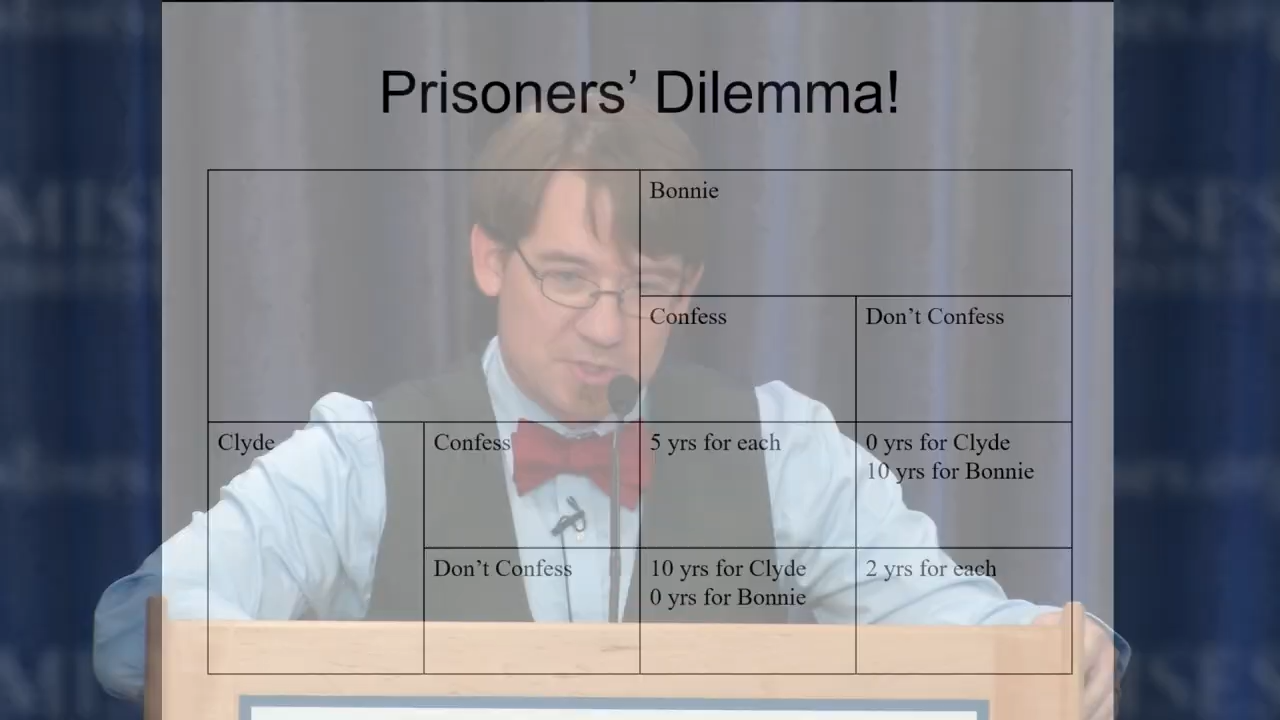 Prisoners’ Dilemma!
Bonnie
Confess
Don’t Confess
Clyde
Confess
5 yrs for each
0 yrs for Clyde
10 yrs for Bonnie
Don’t Confess
10 yrs for Clyde
0 yrs for Bonnie
2 yrs for each